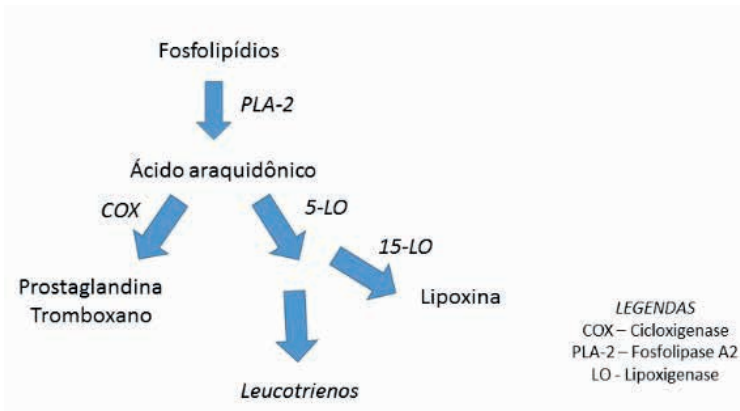 Fosfolipídios
PLA-2
Ácido araquidônico
COX
5-LO
15-LO
Prostaglandina
Tromboxano
Lipoxina
Leucotrienos
LEGENDAS
COX – Cicloxigenase
PLA-2 – Fosfolipase A2
LO - Lipoxigenase